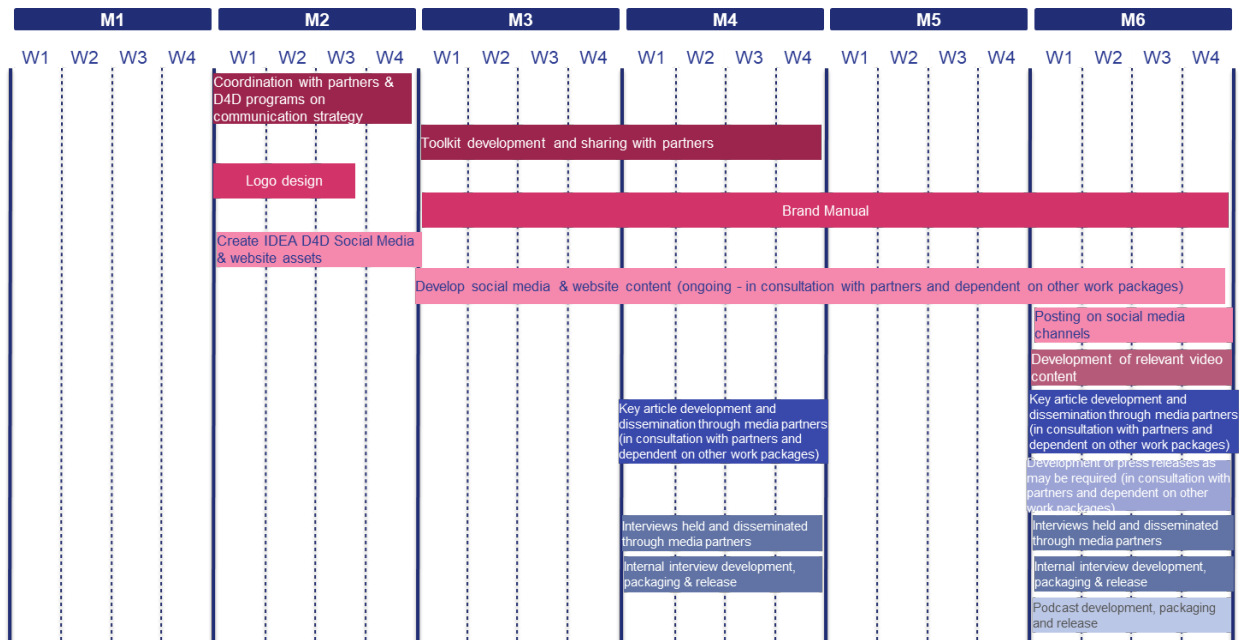 M1 M2 M3 M4 M5 M6
W1 W2 W3 W4 W1 W2 W3 W4 W1 W2 W3 W4 W1 W2 W3 W4 W1 W2 W3 W4 W1 W2 W3 W4
Coordination with partners &
D4D programs on
communication strategy
Toolkit development and sharing with partners
Logo design
Brand Manual
Create IDEA D4D Social Media
& website assets
Develop social media & website content (ongoing - in consultation with partners and dependent on other work packages)
Posting on social media
channels
Development of relevant video
content
Key article development and
dissemination through media partners
(in consultation with partners and
dependent on other work packages)
Key article development and
dissemination through media partners
(in consultation with partners and
dependent on other work packages)
Development of press releases as
may be required (in consultation with
partners and dependent on other
work packages)
Interviews held and disseminated
through media partners
Interviews held and disseminated
through media partners
Internal interview development,
packaging & release
Internal interview development,
packaging & release
Podcast development, packaging
and release